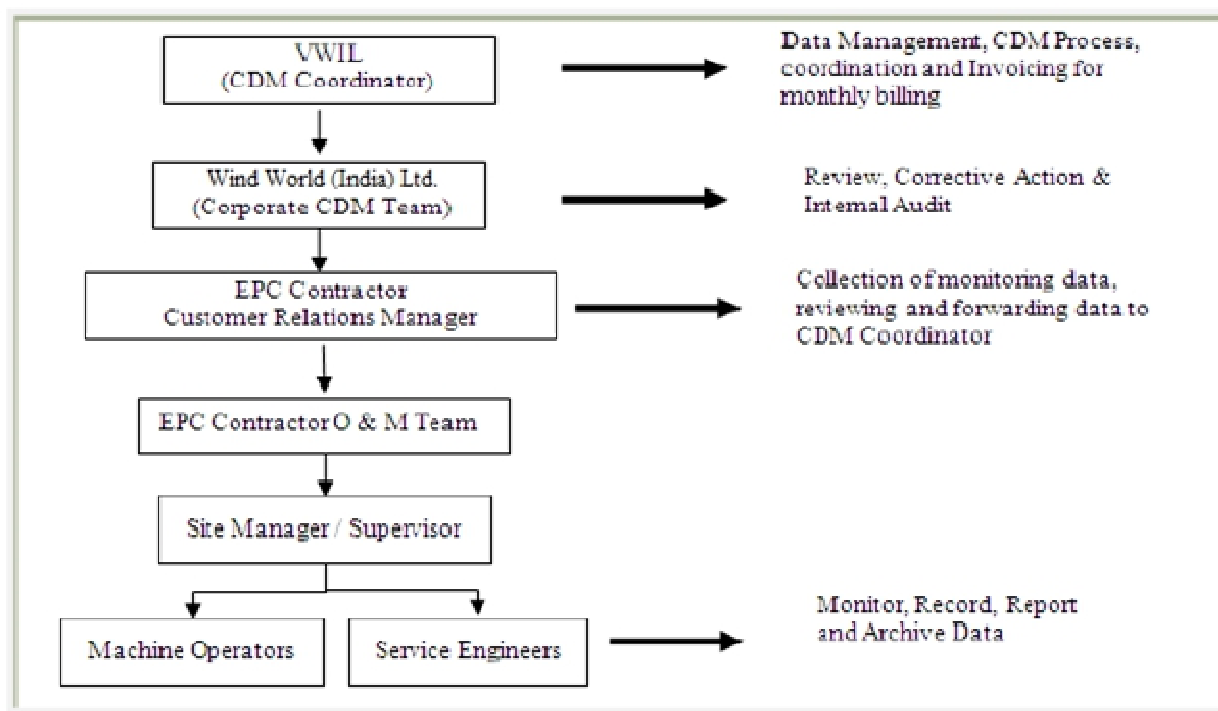 VWIL
(CDM Coordinator)
Data Management, CDM Process,
coordination and Invoicing for
monthly billing
Wind World (India) Ltd.
(Corporate CDM Team)
Review, Corrective Action &
Internal Audit
EPC Contractor
Customer Relations Manager
Collection of monitoring data,
reviewing and forwarding data to
CDM Coordinator
EPC Contractor O & M Team
Site Manager / Supervisor
Machine Operators
Service Engineers
Monitor, Record, Report
and Archive Data